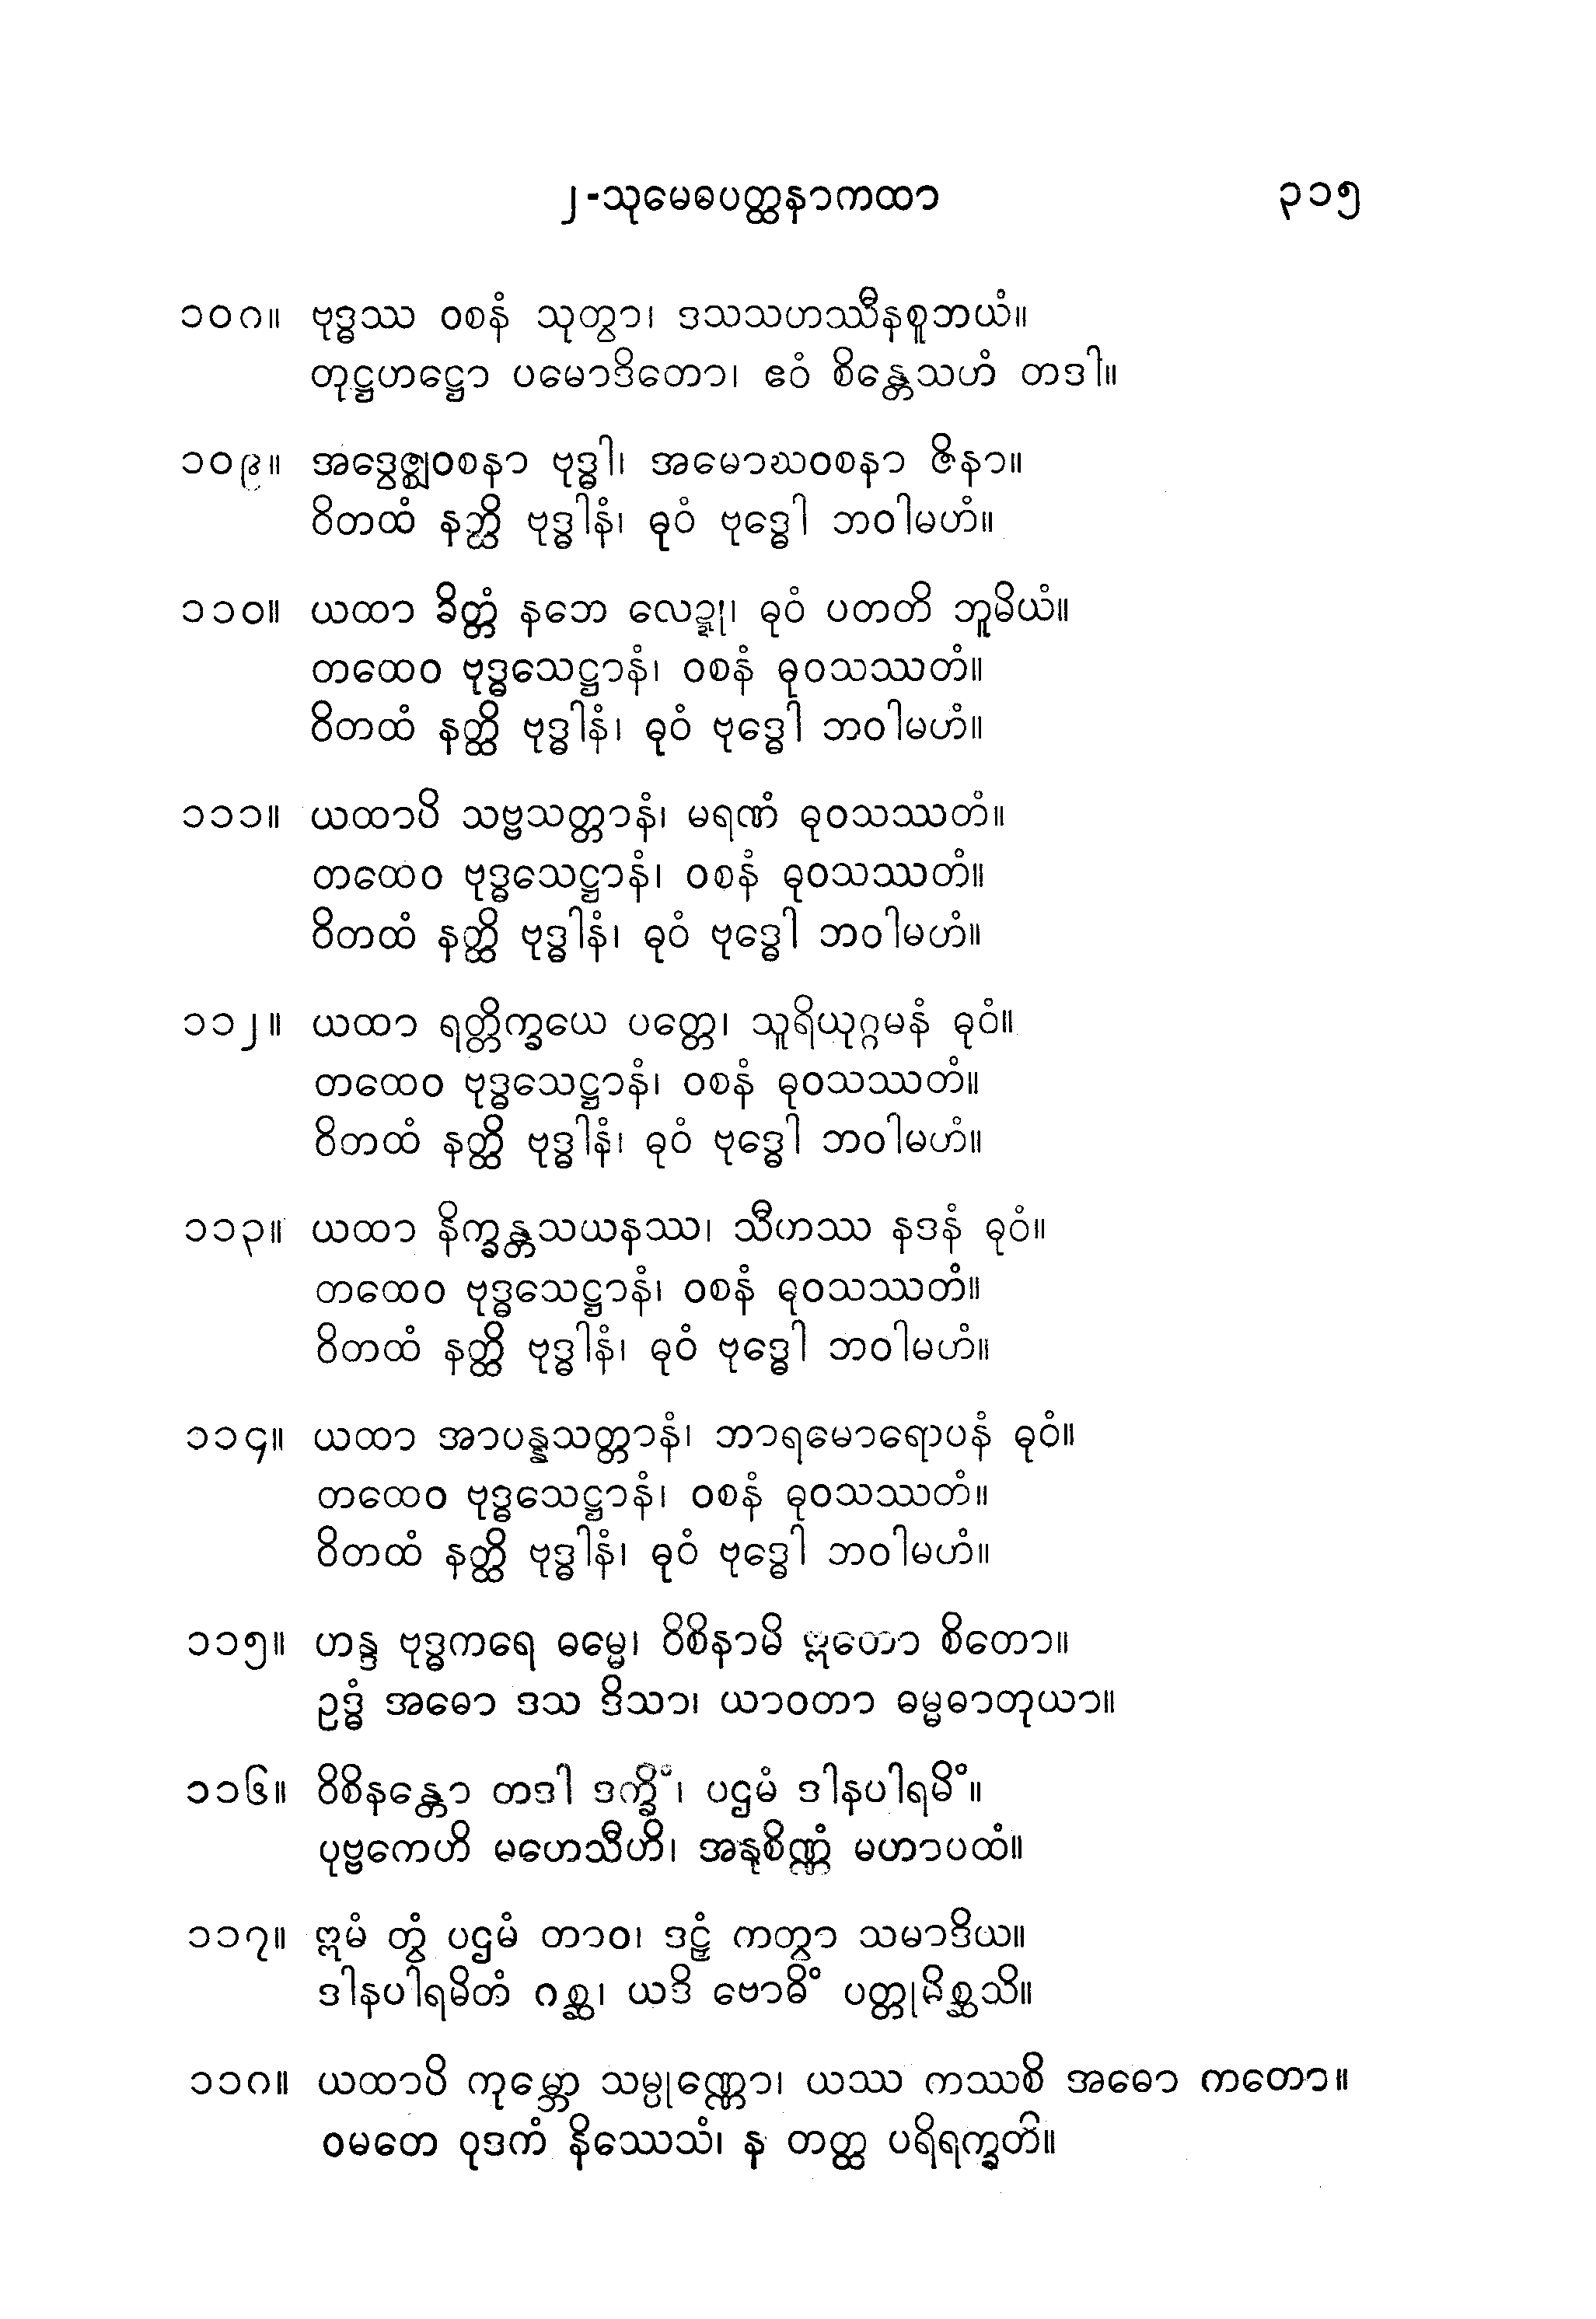 ၂-သုမေဓပတ္ထနာကထာ ၃၁၅
၁၀၈။ ဗုဒ္ဓဿ ဝစနံ သုတွာ၊ ဒသသဟဿီနစူဘယံ။
တုဋ္ဌဟဋ္ဌော ပမောဒိတော၊ ဧဝံ စိန္တေသဟံ တဒါ။
၁၀၉။ အဒွေဇ္ဈဝစနာ ဗုဒ္ဓါ၊ အမောဃဝစနာ ဇိနာ။
ဝိတထံ နတ္ထိ ဗုဒ္ဓါနံ၊ ဓုဝံ ဗုဒ္ဓေါ ဘဝါမဟံ။
၁၁၀။ ယထာ ခိတ္တံ နဘေ လေဍ္ဍု၊ ဓုဝံ ပတတိ ဘူမိယံ။
တထေဝ ဗုဒ္ဓသေဋ္ဌာနံ၊ ဝစနံ ဓုဝသဿတံ။
ဝိတထံ နတ္ထိ ဗုဒ္ဓါနံ၊ ဓုဝံ ဗုဒ္ဓေါ ဘဝါမဟံ။
၁၁၁။ ယထာပိ သဗ္ဗသတ္တာနံ၊ မရဏံ ဓုဝသဿတံ။
တထေဝ ဗုဒ္ဓသေဋ္ဌာနံ၊ ဝစနံ ဓုဝသဿတံ။
ဝိတထံ နတ္ထိ ဗုဒ္ဓါနံ၊ ဓုဝံ ဗုဒ္ဓေါ ဘဝါမဟံ။
၁၁၂။ ယထာ ရတ္တိက္ခယေ ပတ္တေ၊ သူရိယုဂ္ဂမနံ ဓုဝံ။
တထေဝ ဗုဒ္ဓသေဋ္ဌာနံ၊ ဝစနံ ဓုဝသဿတံ။
ဝိတထံ နတ္ထိ ဗုဒ္ဓါနံ၊ ဓုဝံ ဗုဒ္ဓေါ ဘဝါမဟံ။
၁၁၃။ ယထာ နိက္ခန္တသယနဿ၊ သီဟဿ နဒနံ ဓုဝံ။
တထေဝ ဗုဒ္ဓသေဋ္ဌာနံ၊ ဝစနံ ဓုဝသဿတံ။
ဝိတထံ နတ္ထိ ဗုဒ္ဓါနံ၊ ဓုဝံ ဗုဒ္ဓေါ ဘဝါမဟံ။
၁၁၄။ ယထာ အာပန္နသတ္တာနံ၊ ဘာရမောရောပနံ ဓုဝံ။
တထေဝ ဗုဒ္ဓသေဋ္ဌာနံ၊ ဝစနံ ဓုဝသဿတံ။
ဝိတထံ နတ္ထိ ဗုဒ္ဓါနံ၊ ဓုဝံ ဗုဒ္ဓေါ ဘဝါမဟံ။
၁၁၅။ ဟန္ဒ ဗုဒ္ဓကရေ ဓမ္မေ၊ ဝိစိနာမိ ဣတော စိတော။
ဥဒ္ဓံ အဓော ဒသ ဒိသာ၊ ယာဝတာ ဓမ္မဓာတုယာ။
၁၁၆။ ဝိစိနန္တော တဒါ ဒက္ခိံ၊ ပဌမံ ဒါနပါရမိံ။
ပုဗ္ဗကေဟိ မဟေသီဟိ၊ အနုစိဏ္ဏံ မဟာပထံ။
၁၁၇။ ဣမံ တွံ ပဌမံ တာဝ၊ ဒဠှံ ကတွာ သမာဒိယ။
ဒါနပါရမိတံ ဂစ္ဆ၊ ယဒိ ဗောဓိံ ပတ္တုမိစ္ဆသိ။
၁၁၈။ ယထာပိ ကုမ္ဘော သမ္ပုဏ္ဏော၊ ယဿ ကဿစိ အဓော ကတော။
ဝမတေ ဝုဒကံ နိဿေသံ၊ န တတ္ထ ပရိရက္ခတိ။